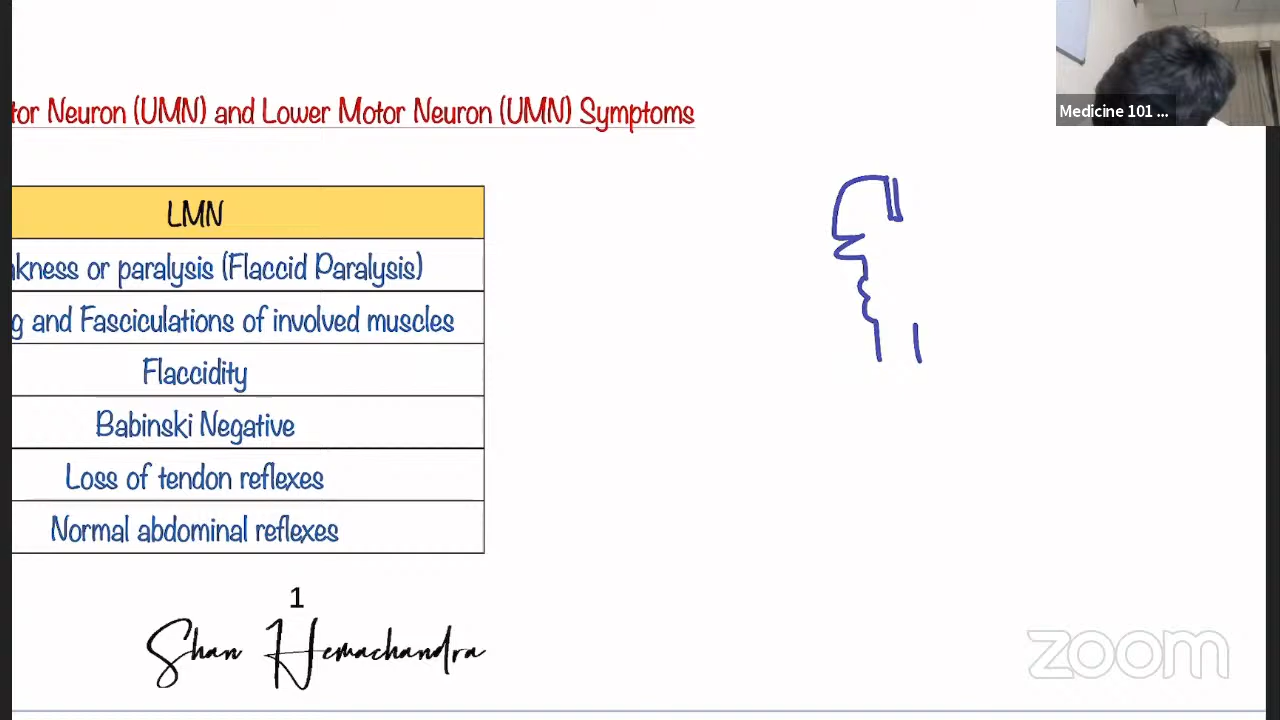 tor Neuron (UMN) and Lower Motor Neuron (UMN) Symptoms
Medicine 101 ...
LMN
kness or paralysis (Flaccid Paralysis)
g and Fasciculations of involved muscles
Flaccidity
Babinski Negative
Loss of tendon reflexes
Normal abdominal reflexes
1
Shan Hemachandra
zoom